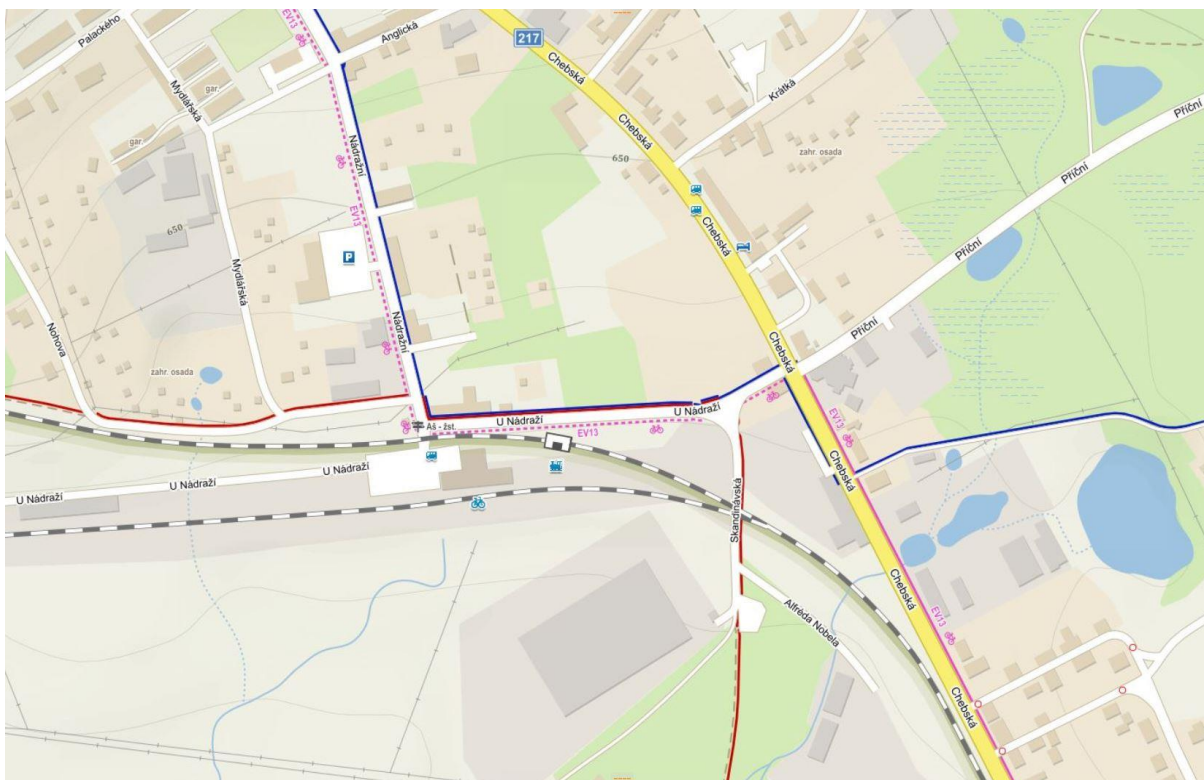 EV13
Anglická
Palackého
217
Chebská
Mydlářská
gar.
Krátká
Příční
gar.
Nádražní
Chebská
zahr. osada
650
Příční
EV13
650
Chebská
P
Příční
Mydlářská
Nádražní
Nohova
Příční
Chebská
zahr. osada
U Nádraží
Aš - žst.
U Nádraží
EV13
U Nádraží
U Nádraží
U Nádraží
Chebská
Skandinávská
Chebská
Alfréda Nobela
EV13
Chebská